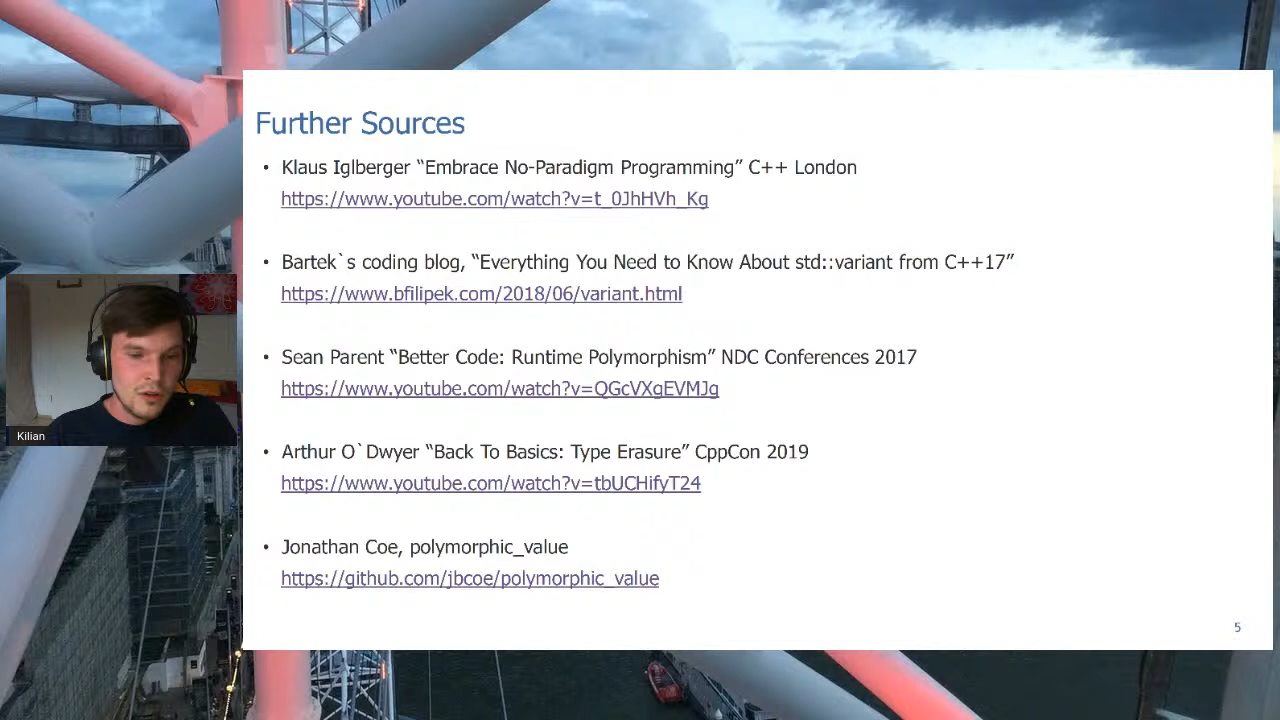 Further Sources
• Klaus Iglberger “Embrace No-Paradigm Programming” C++ London
https://www.youtube.com/watch?v=t_0JhHVh_Kg
• Bartek`s coding blog, “Everything You Need to Know About std::variant from C++17”
https://www.bfilipek.com/2018/06/variant.html
• Sean Parent “Better Code: Runtime Polymorphism” NDC Conferences 2017
https://www.youtube.com/watch?v=QGcVXgEVMJg
• Arthur O`Dwyer “Back To Basics: Type Erasure” CppCon 2019
https://www.youtube.com/watch?v=tbUCHifyT24
• Jonathan Coe, polymorphic_value
https://github.com/jbcoe/polymorphic_value
5
Kilian